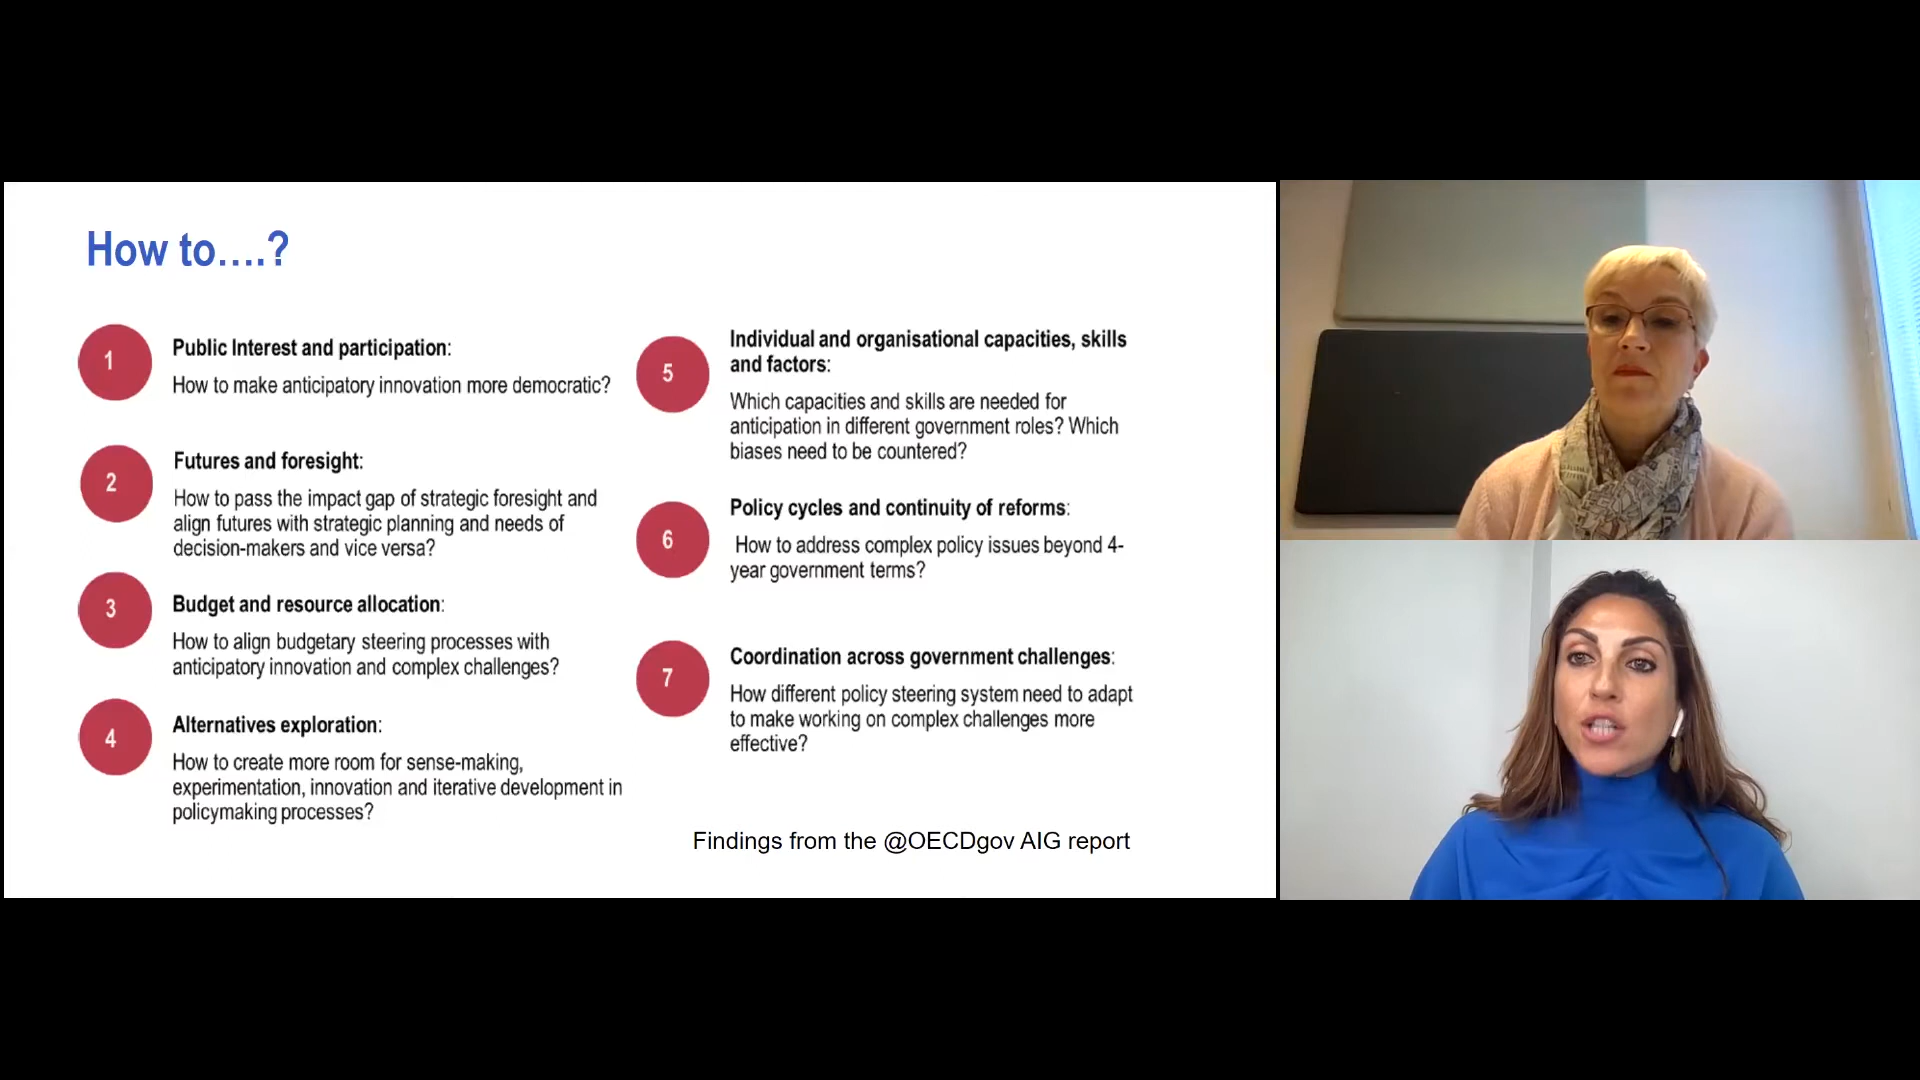 How to....?
1
Public Interest and participation:
How to make anticipatory innovation more democratic?
2
Futures and foresight:
How to pass the impact gap of strategic foresight and
align futures with strategic planning and needs of
decision-makers and vice versa?
3
Budget and resource allocation:
How to align budgetary steering processes with
anticipatory innovation and complex challenges?
4
Alternatives exploration:
How to create more room for sense-making,
experimentation, innovation and iterative development in
policymaking processes?
5
Individual and organisational capacities, skills
and factors:
Which capacities and skills are needed for
anticipation in different government roles? Which
biases need to be countered?
6
Policy cycles and continuity of reforms:
How to address complex policy issues beyond 4-
year government terms?
7
Coordination across government challenges:
How different policy steering system need to adapt
to make working on complex challenges more
effective?
Findings from the @OECDgov AIG report